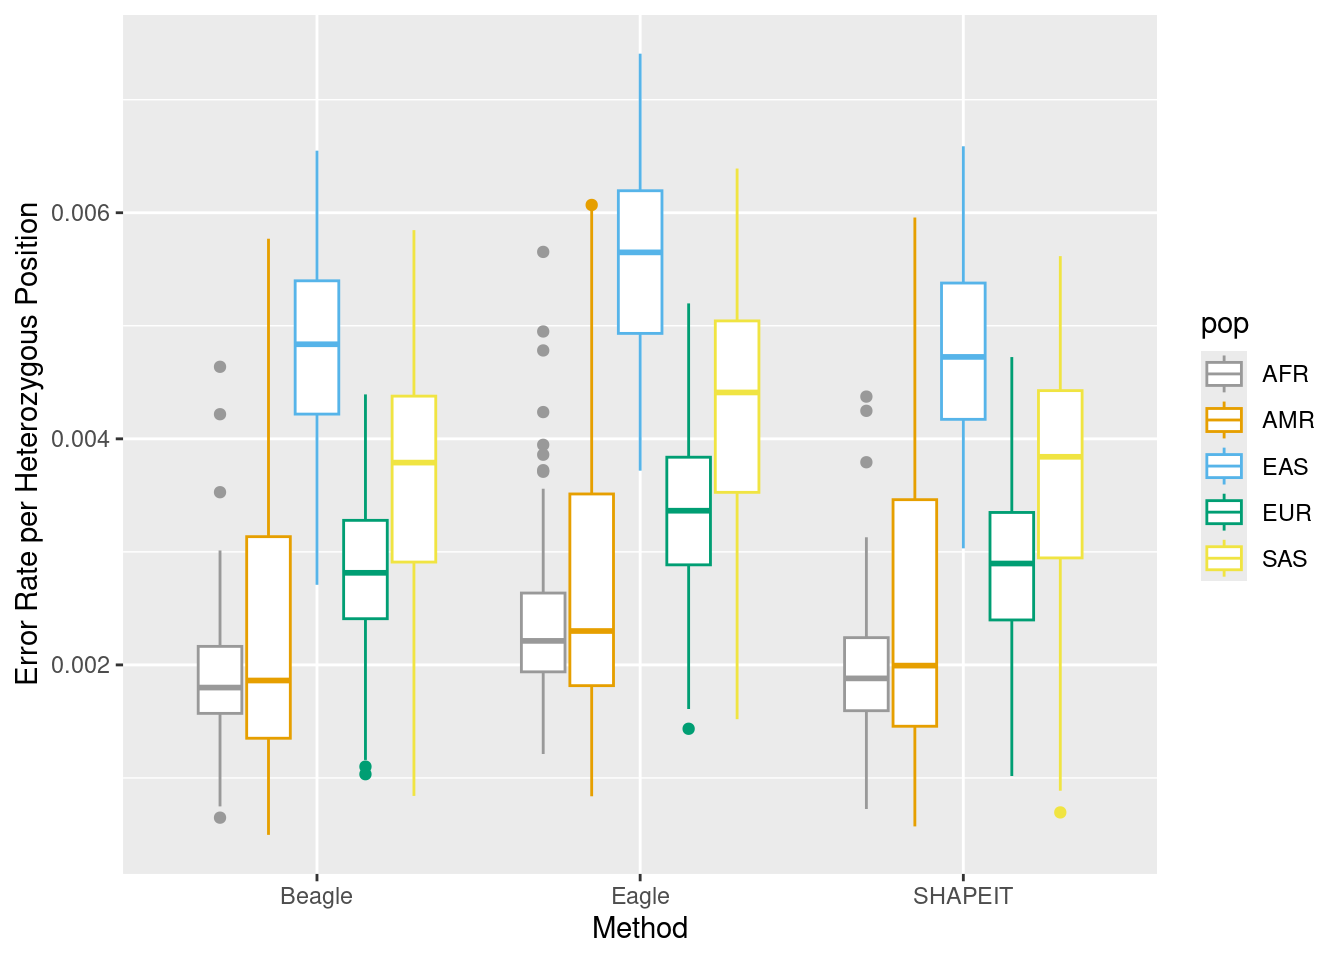 Error Rate per Heterozygous Position
0.006
0.004
0.002
Beagle
Eagle
SHAPEIT
Method
pop
AFR
AMR
EAS
EUR
SAS